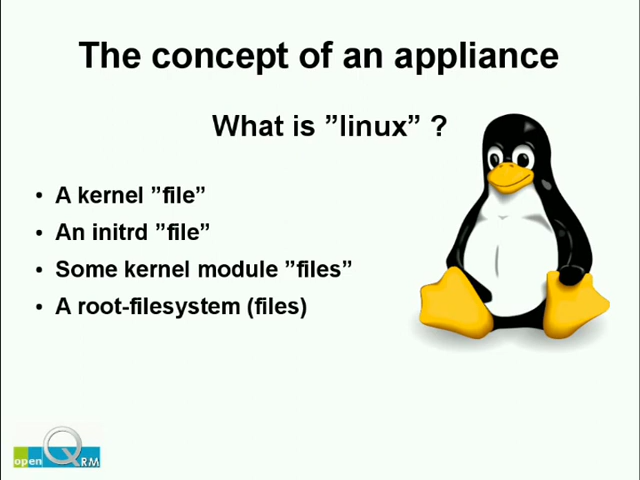 The concept of an appliance
What is ”linux” ?
• A kernel ”file”
• An initrd ”file”
• Some kernel module ”files”
• A root-filesystem (files)
openQRM